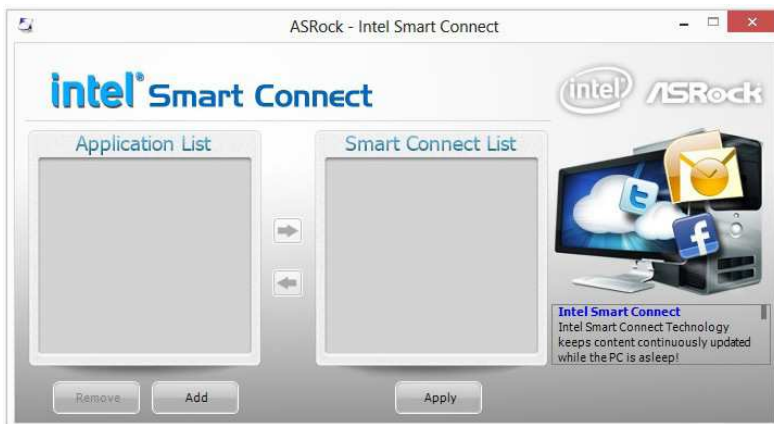 ASRock - Intel Smart Connect
intel® Smart Connect
intel ASRock
Application List
Smart Connect List
Intel Smart Connect
Intel Smart Connect Technology
keeps content continuously updated
while the PC is asleep!
Remove
Add
Apply